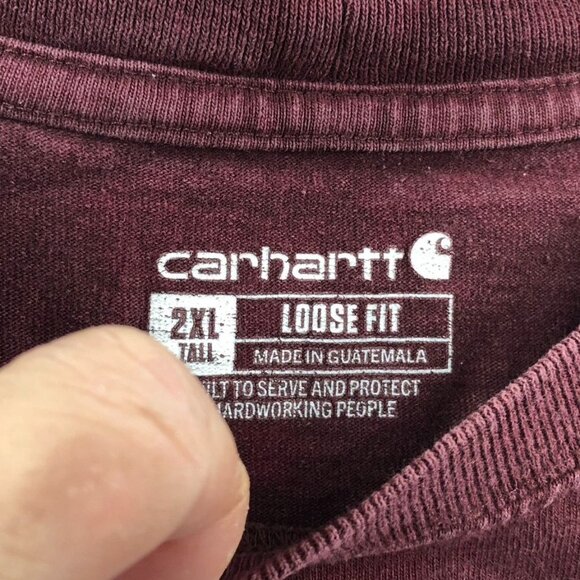 carhartt
2XL
TALL
LOOSE FIT
MADE IN GUATEMALA
TO SERVE AND PROTECT
PEOPLE